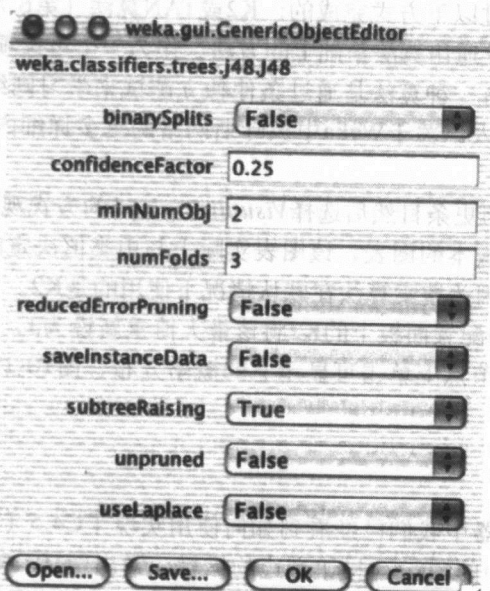 weka.gui.GenericObjectEditor
weka.classifiers.trees.j48.J48
binarySplits False
confidenceFactor 0.25
minNumObj 2
numFolds 3
reducedErrorPruning False
saveInstanceData False
subtreeRaising True
unpruned False
useLaplace False
Open... Save... OK Cancel